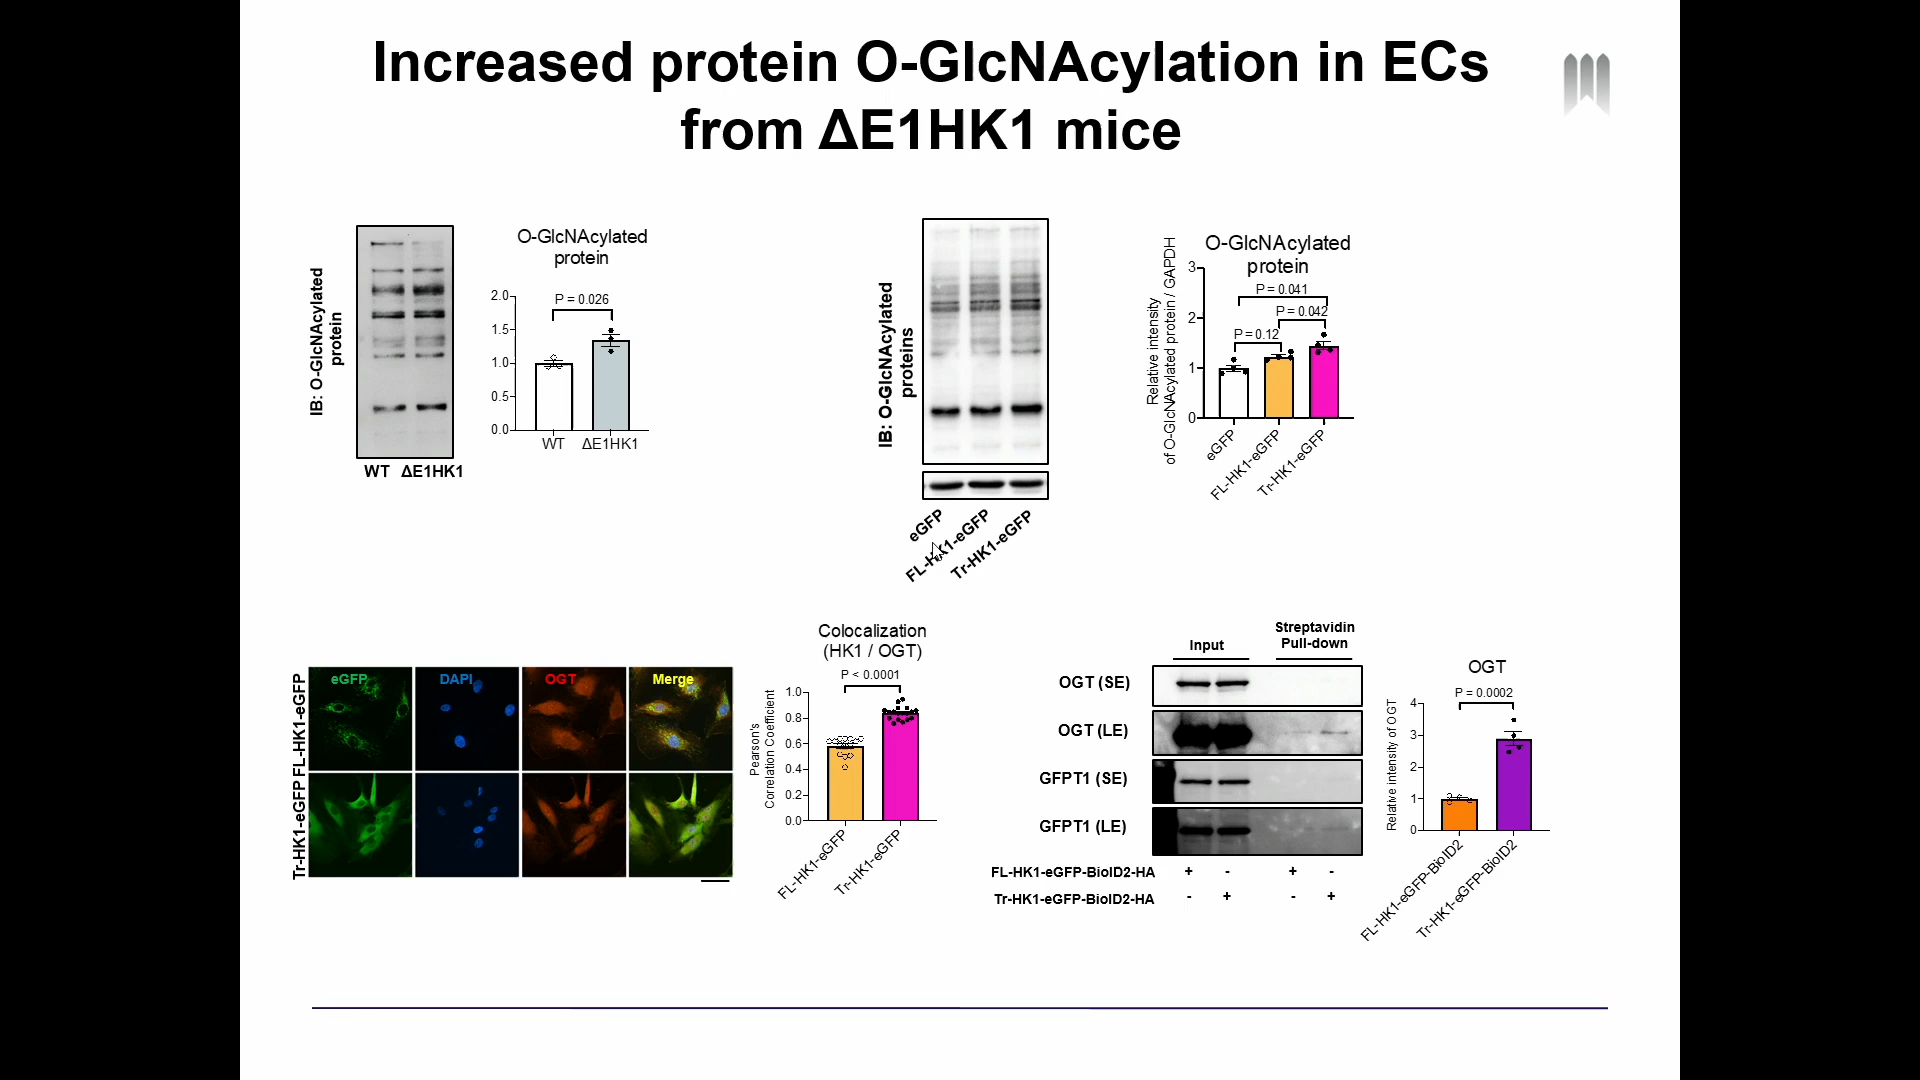 Increased protein O-GlcNAcylation in ECs
from ΔE1HK1 mice
IB: O-GlcNAcylated
protein
WT ΔE1HK1
O-GlcNAcylated
protein
P = 0.026
2.0
1.5
1.0
0.5
0.0
WT ΔE1HK1
IB: O-GlcNAcylated
proteins
eGFP
FL-HK1-eGFP
Tr-HK1-eGFP
O-GlcNAcylated
protein
Relative intensity
of O-GlcNAcylated protein / GAPDH
P = 0.041
P = 0.042
P = 0.12
3
2
1
0
eGFP
FL-HK1-eGFP
Tr-HK1-eGFP
eGFP DAPI OGT Merge
FL-HK1-eGFP
Tr-HK1-eGFP
Colocalization
(HK1 / OGT)
P < 0.0001
Pearson's
Correlation Coefficient
1.0
0.8
0.6
0.4
0.2
0.0
FL-HK1-eGFP
Tr-HK1-eGFP
Input
Streptavidin
Pull-down
OGT (SE)
OGT (LE)
GFPT1 (SE)
GFPT1 (LE)
FL-HK1-eGFP-BioID2-HA + - + -
Tr-HK1-eGFP-BioID2-HA - + - +
OGT
P = 0.0002
Relative intensity of OGT
4
3
2
1
0
FL-HK1-eGFP-BioID2
Tr-HK1-eGFP-BioID2